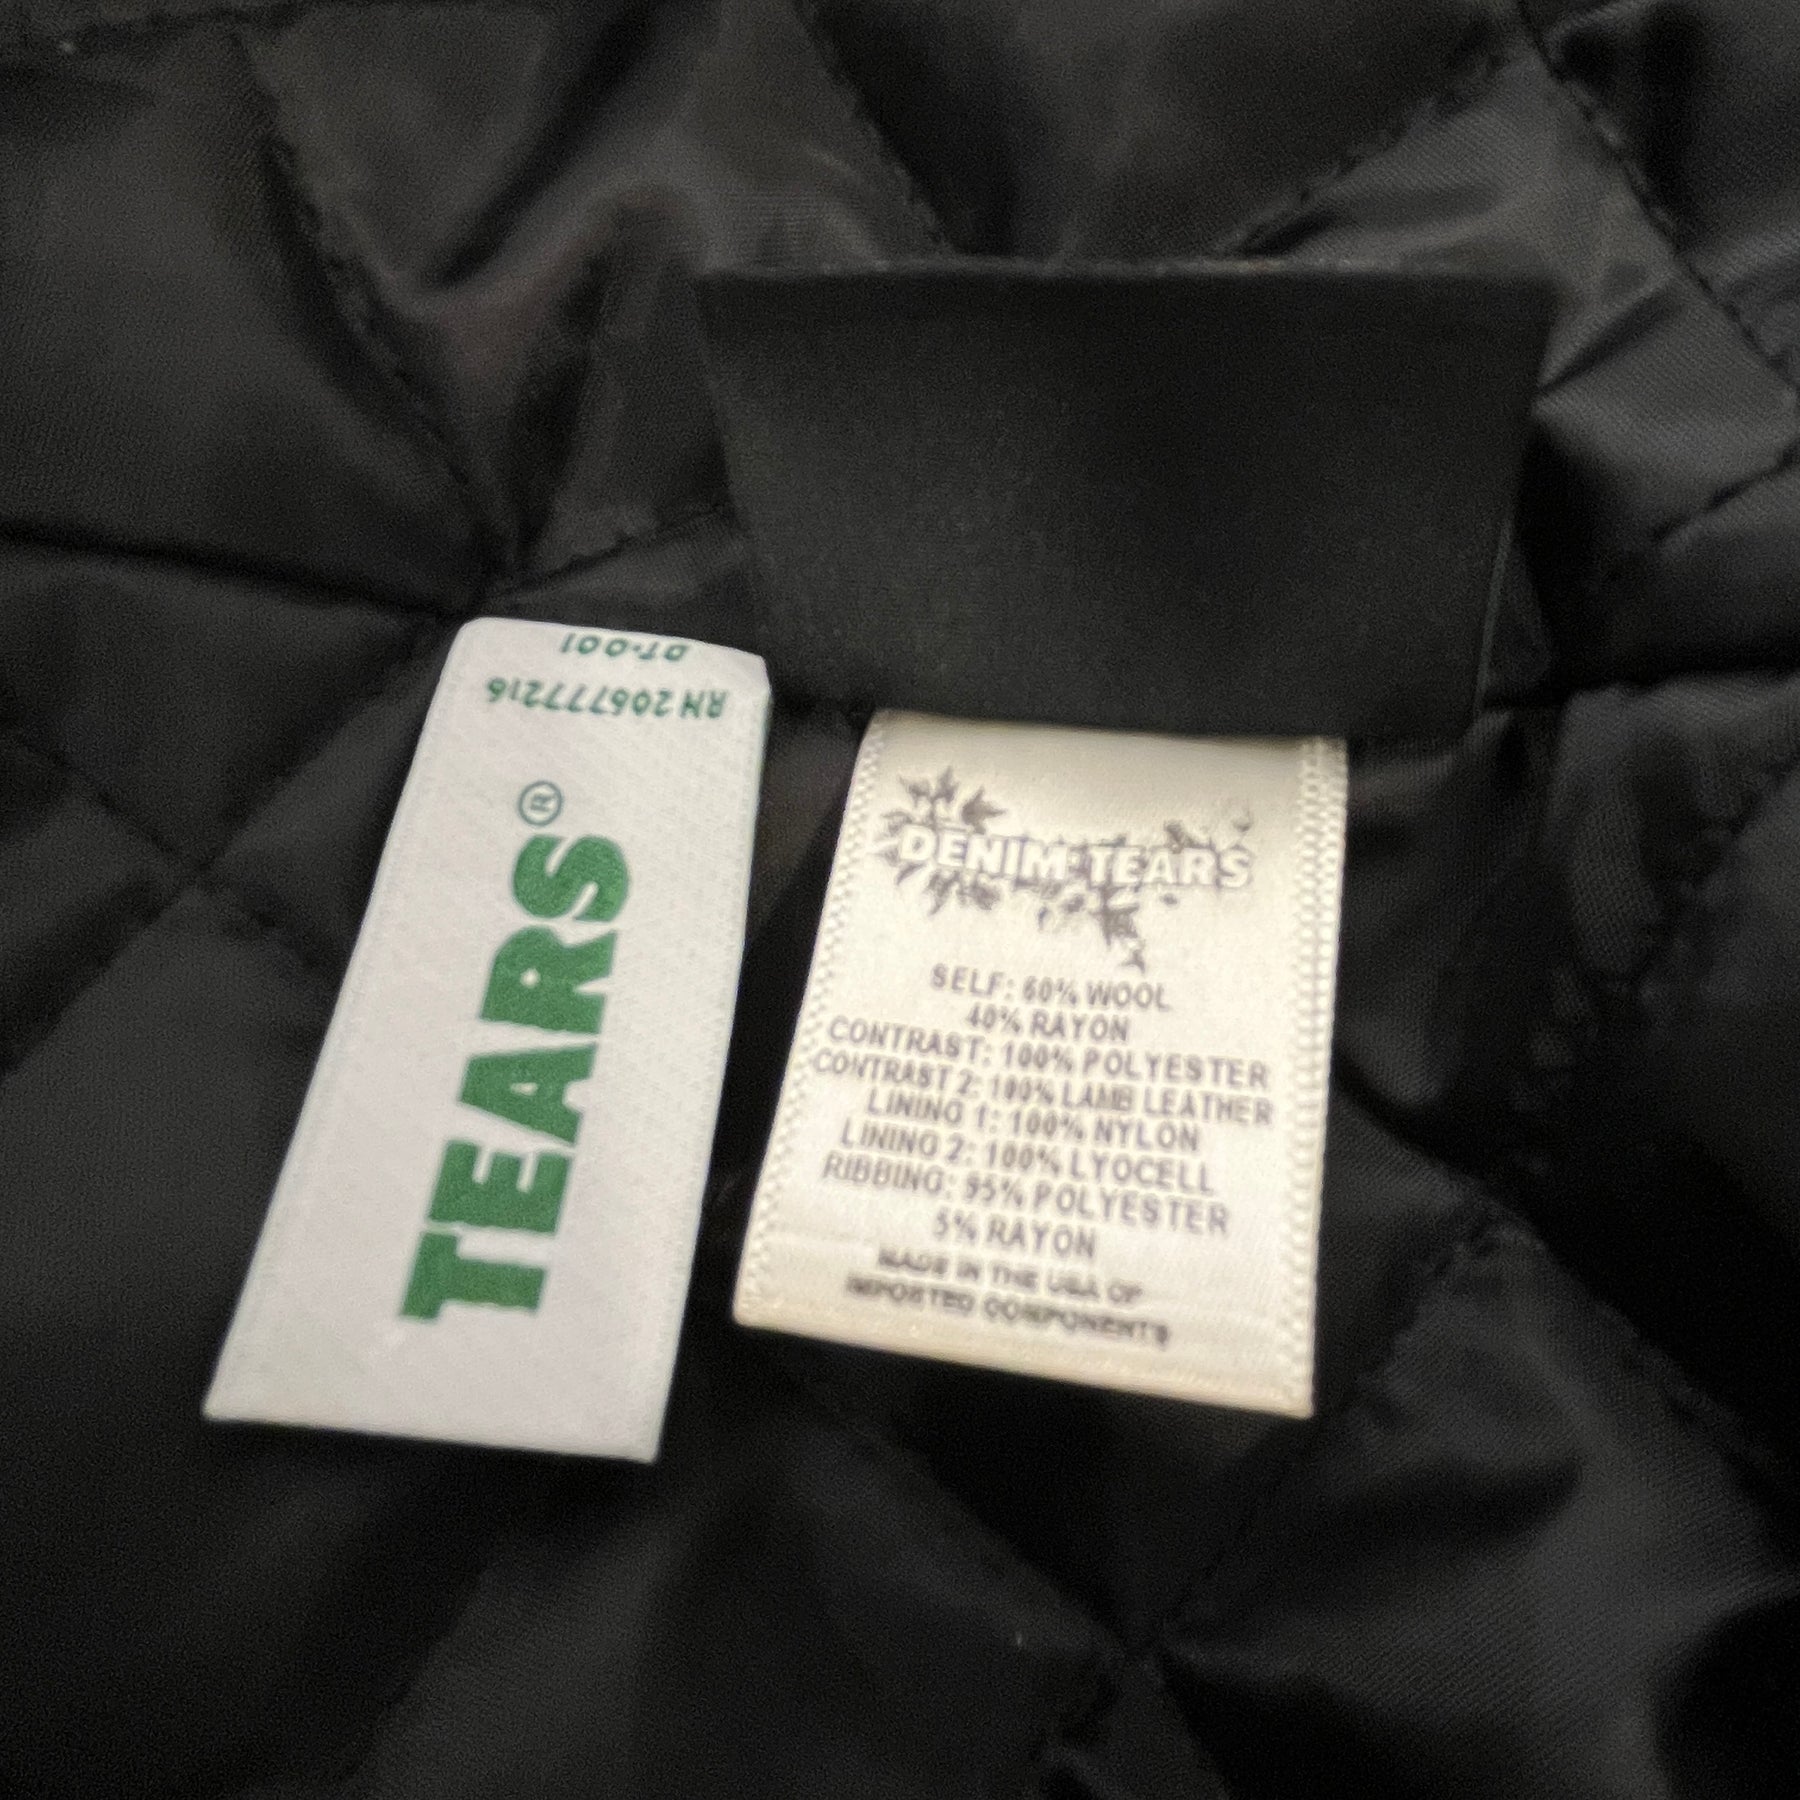 TEARS®
RN 206777216
DT-001
DENIM TEARS
SELF: 60% WOOL
40% RAYON
CONTRAST: 100% POLYESTER
CONTRAST 2: 100% LAMB LEATHER
LINING 1: 100% NYLON
LINING 2: 100% LYOCELL
RIBBING: 95% POLYESTER
5% RAYON
MADE IN THE USA OF
IMPORTED COMPONENTS